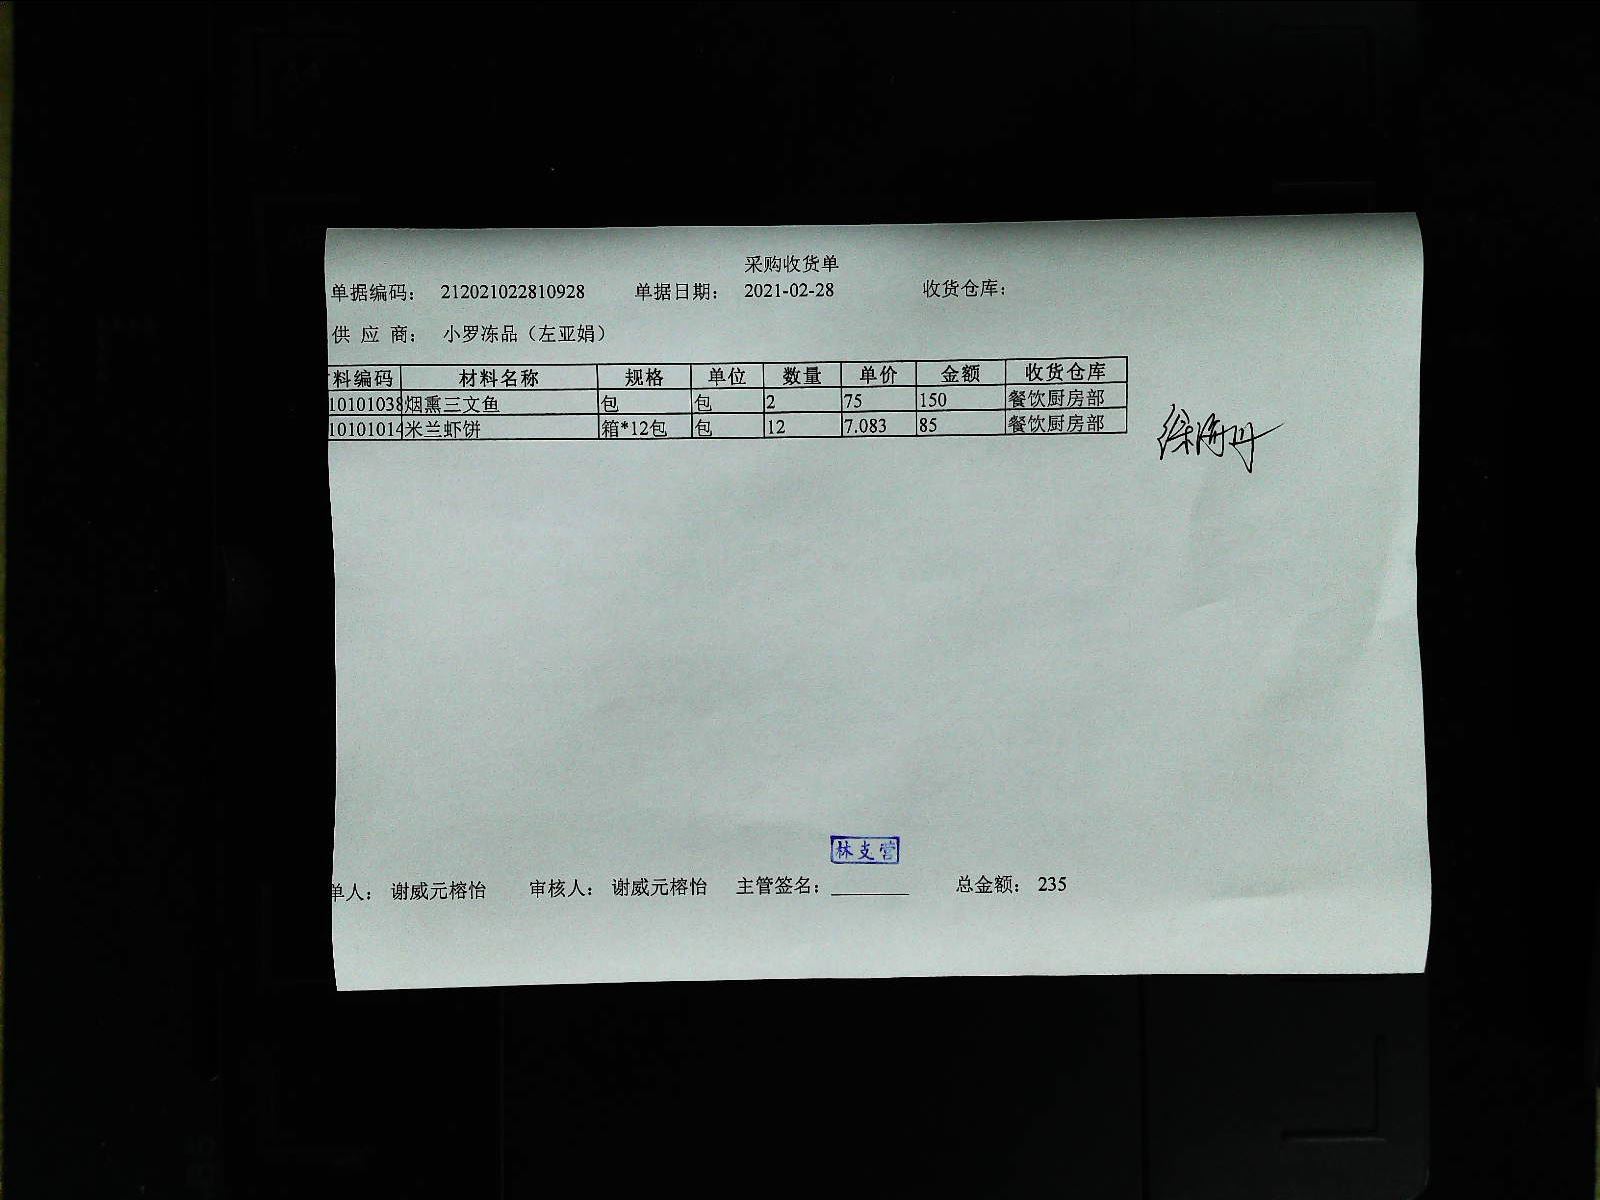 采购收货单
单据编码： 212021022810928 单据日期： 2021-02-28 收货仓库：
供 应 商： 小罗冻品（左亚娟）
料编码 材料名称 规格 单位 数量 单价 金额 收货仓库
10101038 烟熏三文鱼 包 包 2 75 150 餐饮厨房部
10101014 米兰虾饼 箱*12包 包 12 7.083 85 餐饮厨房部
林支营
单人： 谢威元榕怡 审核人： 谢威元榕怡 主管签名： 总金额： 235